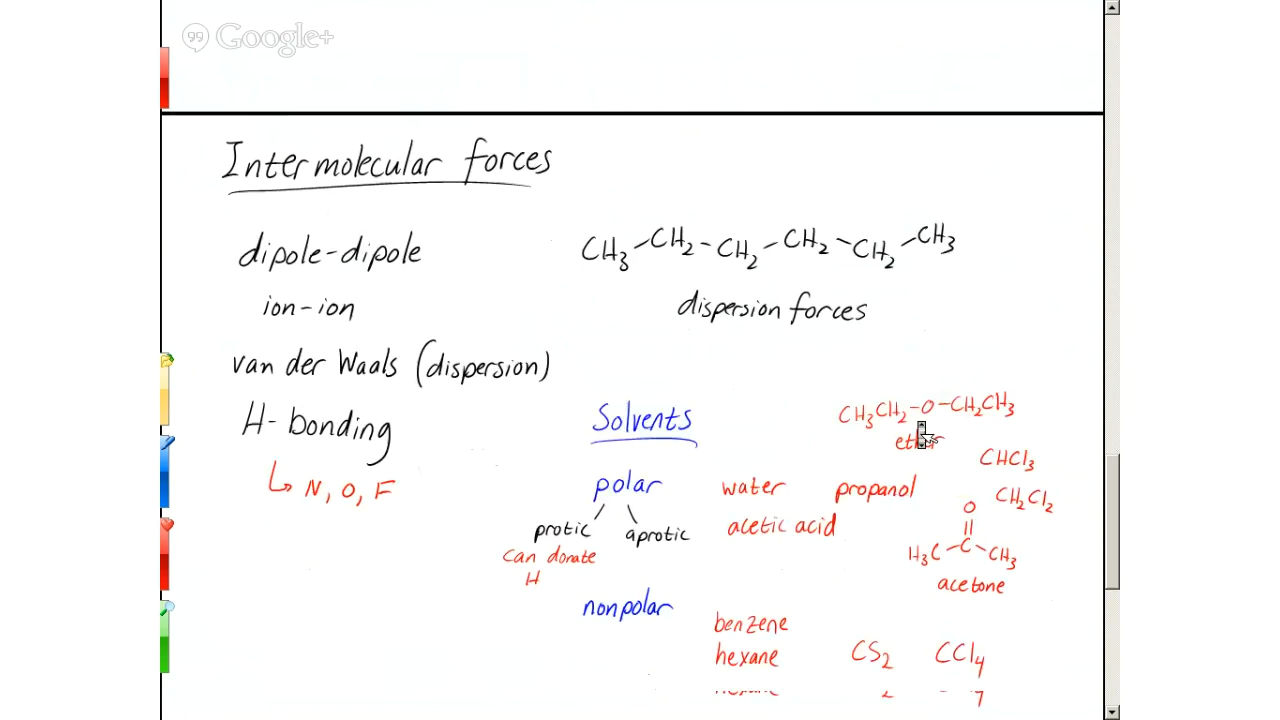 99 Google+
Intermolecular forces
dipole-dipole
CH3-CH2-CH2-CH2-CH2-CH3
ion-ion
dispersion forces
van der Waals (dispersion)
H-bonding
↳ N, O, F
Solvents
CH3CH2-O-CH2CH3
ether
CHCl3
polar
water
propanol
CH2Cl2
protic
aprotic
acetic acid
O
||
H3C-C-CH3
can donate
H
acetone
nonpolar
benzene
hexane
CS2
CCl4